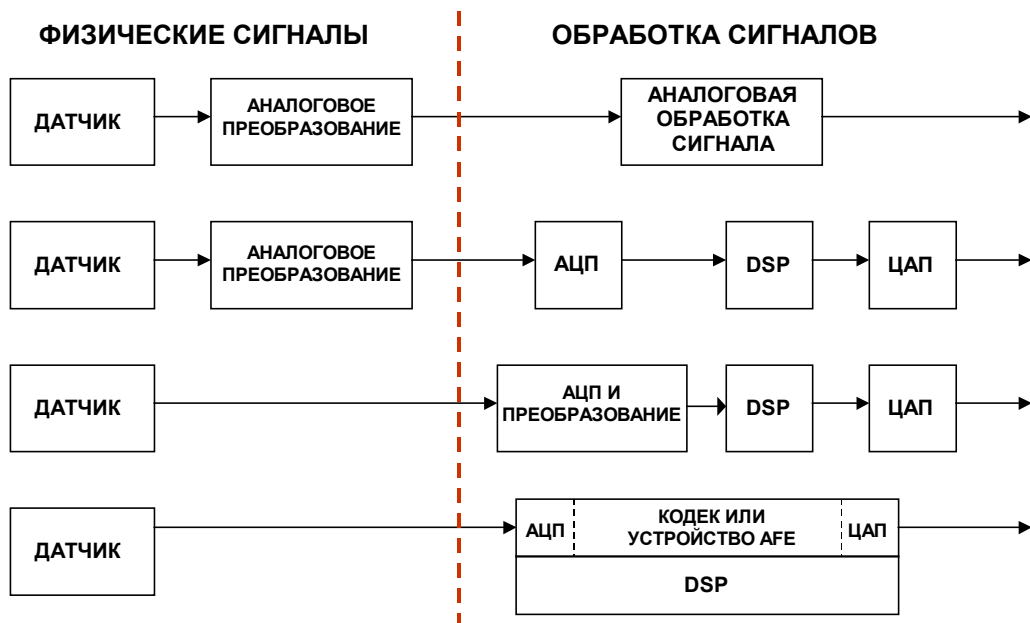 ФИЗИЧЕСКИЕ СИГНАЛЫ
ОБРАБОТКА СИГНАЛОВ
ДАТЧИК
АНАЛОГОВОЕ
ПРЕОБРАЗОВАНИЕ
АНАЛОГОВАЯ
ОБРАБОТКА
СИГНАЛА
ДАТЧИК
АНАЛОГОВОЕ
ПРЕОБРАЗОВАНИЕ
АЦП
DSP
ЦАП
ДАТЧИК
АЦП И
ПРЕОБРАЗОВАНИЕ
DSP
ЦАП
ДАТЧИК
АЦП
КОДЕК ИЛИ
УСТРОЙСТВО AFE
ЦАП
DSP